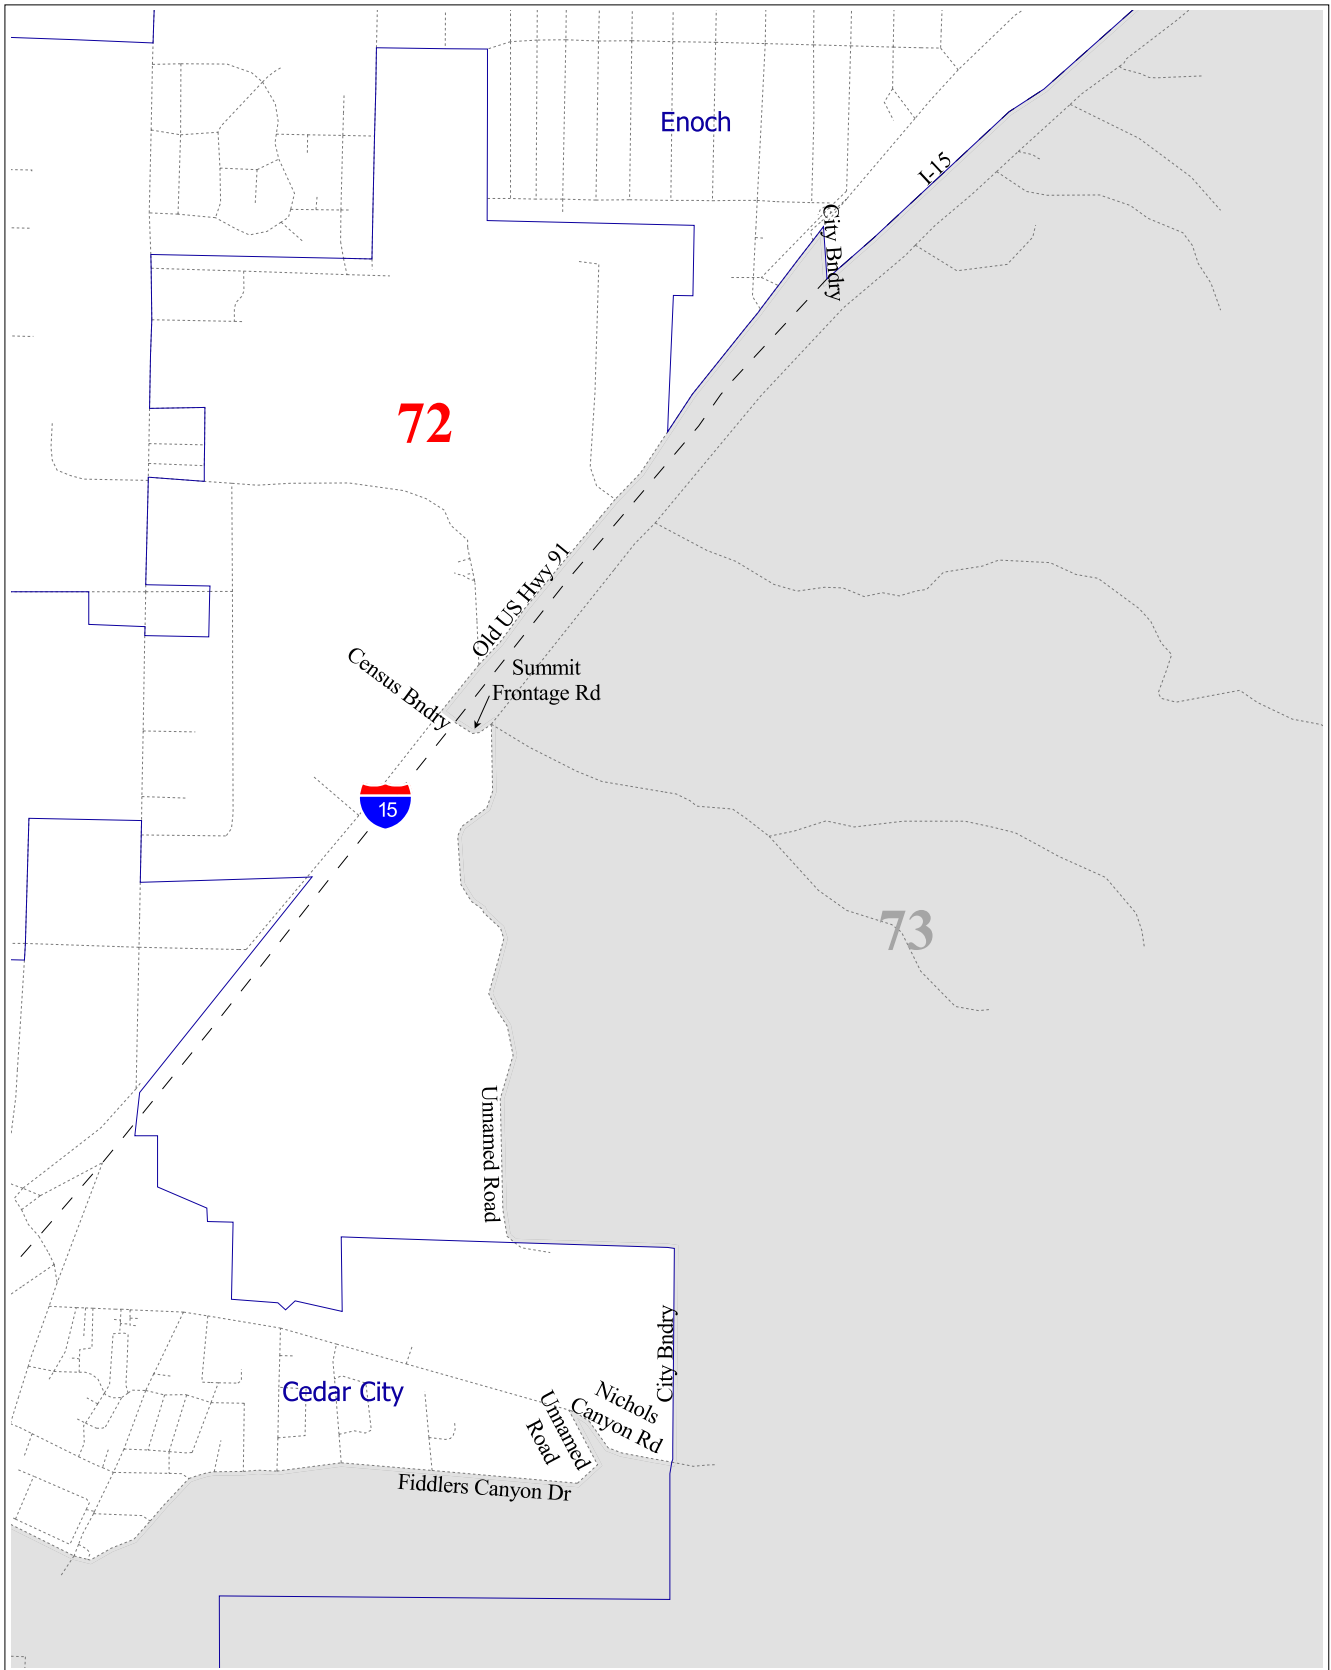 Enoch
I-15
City Bndry
72
Old US Hwy 91
Census Bndry
Summit
Frontage Rd
15
73
Unnamed Road
City Bndry
Cedar City
Nichols
Canyon Rd
Unnamed
Road
Fiddlers Canyon Dr